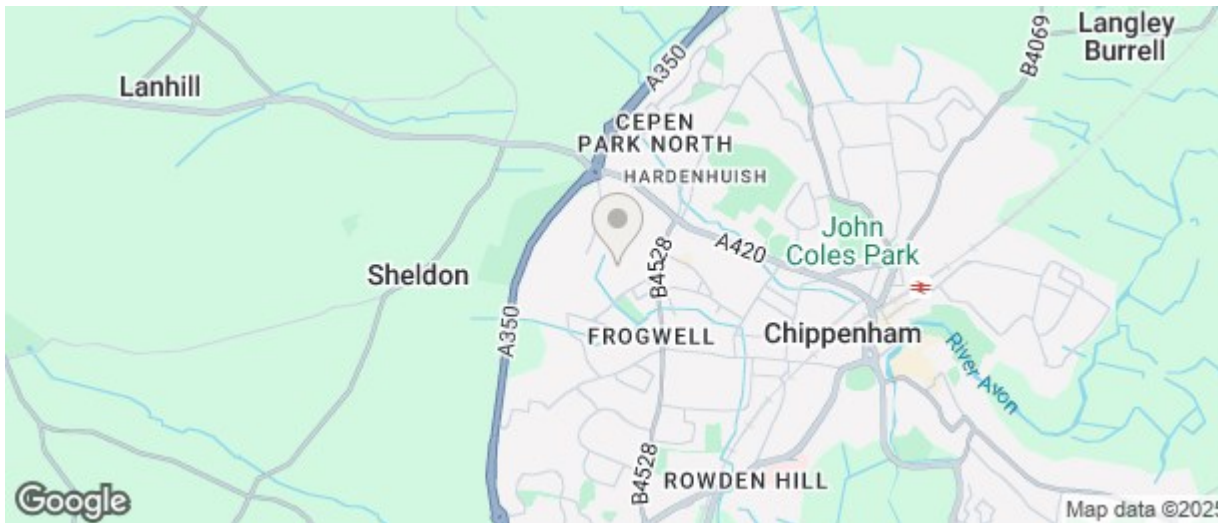 Langley
Burrell
B4069
A350
Lanhill
CEPEN
PARK NORTH
HARDENHUISH
John
Coles Park
A420
B4528
Sheldon
A350
FROGWELL
Chippenham
River Avon
B4528
ROWDEN HILL
Google
Map data ©2025